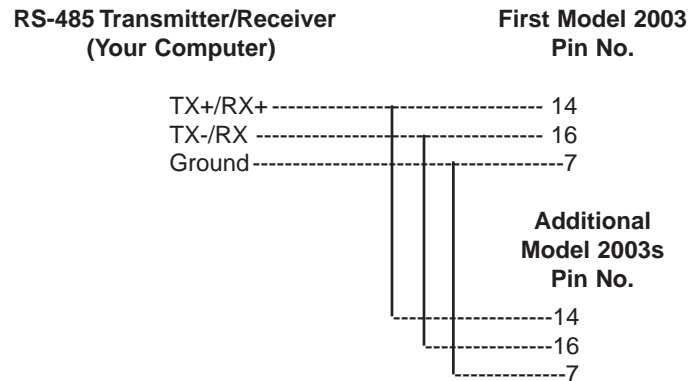 RS-485 Transmitter/Receiver First Model 2003
(Your Computer) Pin No.
TX+/RX+ 14
TX-/RX 16
Ground 7
Additional
Model 2003s
Pin No.
14
16
7